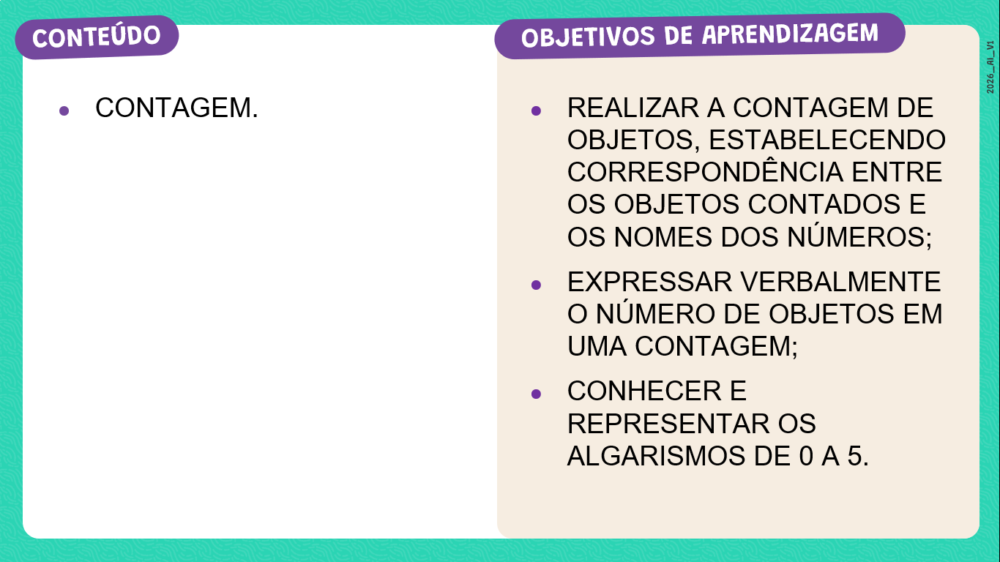 CONTEÚDO
• CONTAGEM.
OBJETIVOS DE APRENDIZAGEM
• REALIZAR A CONTAGEM DE
OBJETOS, ESTABELECENDO
CORRESPONDÊNCIA ENTRE
OS OBJETOS CONTADOS E
OS NOMES DOS NÚMEROS;
• EXPRESSAR VERBALMENTE
O NÚMERO DE OBJETOS EM
UMA CONTAGEM;
• CONHECER E
REPRESENTAR OS
ALGARISMOS DE 0 A 5.
2026_AI_V1